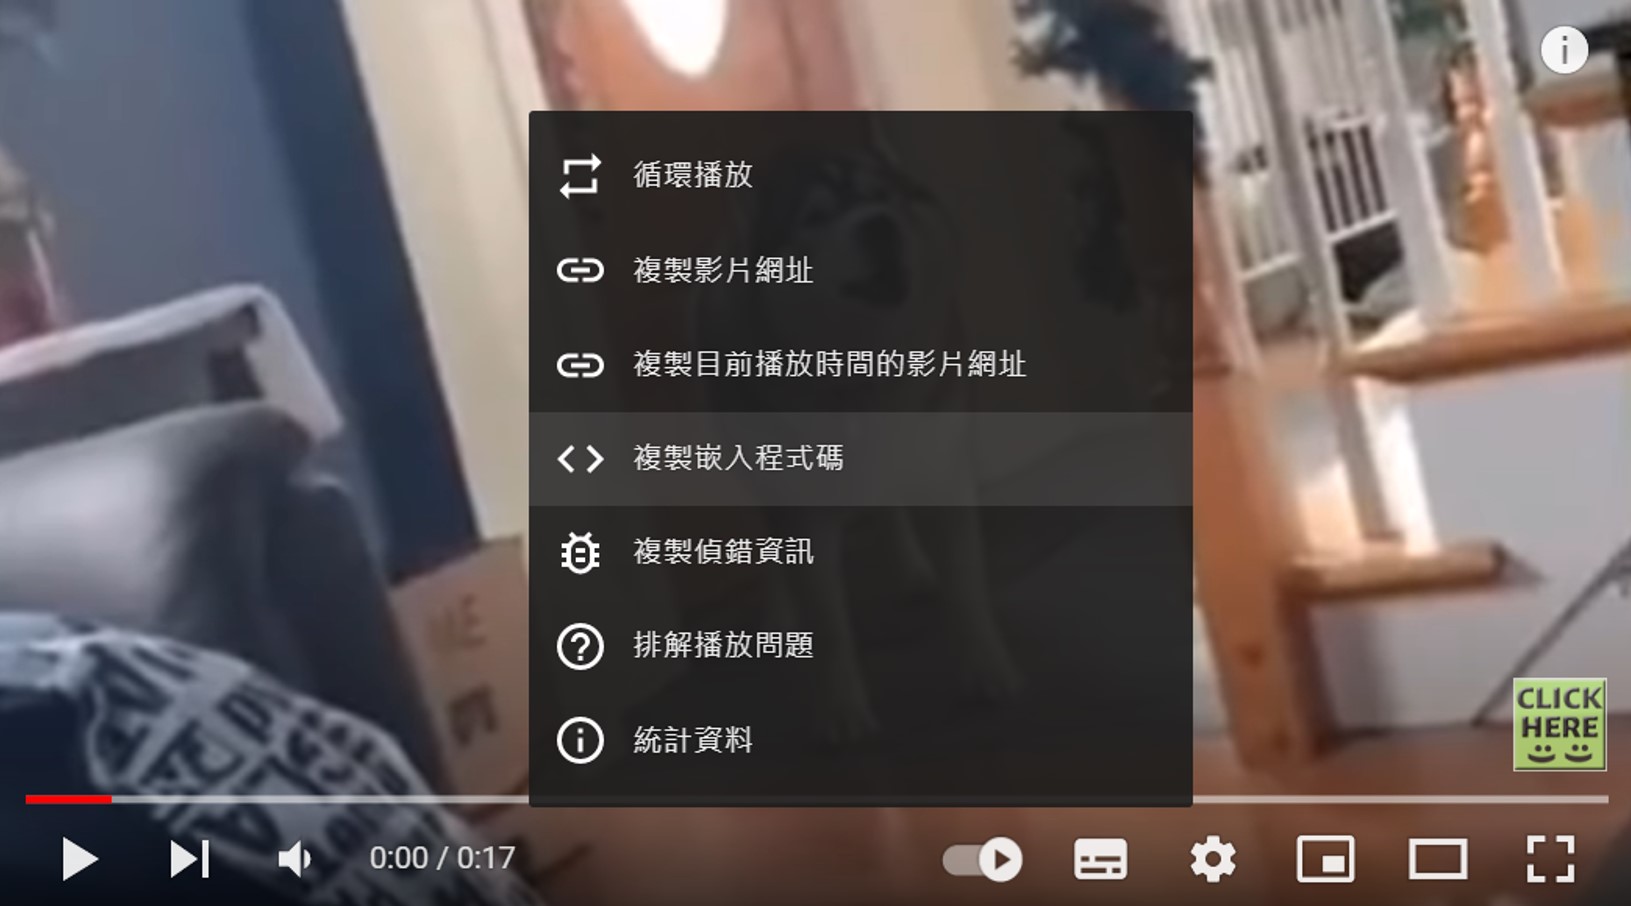 循環播放
複製影片網址
複製目前播放時間的影片網址
複製嵌入程式碼
複製偵錯資訊
排解播放問題
統計資料
CLICK
HERE
0:00 / 0:17